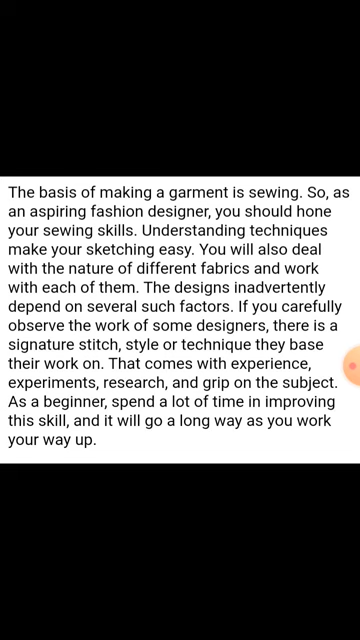 The basis of making a garment is sewing. So, as
an aspiring fashion designer, you should hone
your sewing skills. Understanding techniques
make your sketching easy. You will also deal
with the nature of different fabrics and work
with each of them. The designs inadvertently
depend on several such factors. If you carefully
observe the work of some designers, there is a
signature stitch, style or technique they base
their work on. That comes with experience,
experiments, research, and grip on the subject.
As a beginner, spend a lot of time in improving
this skill, and it will go a long way as you work
your way up.